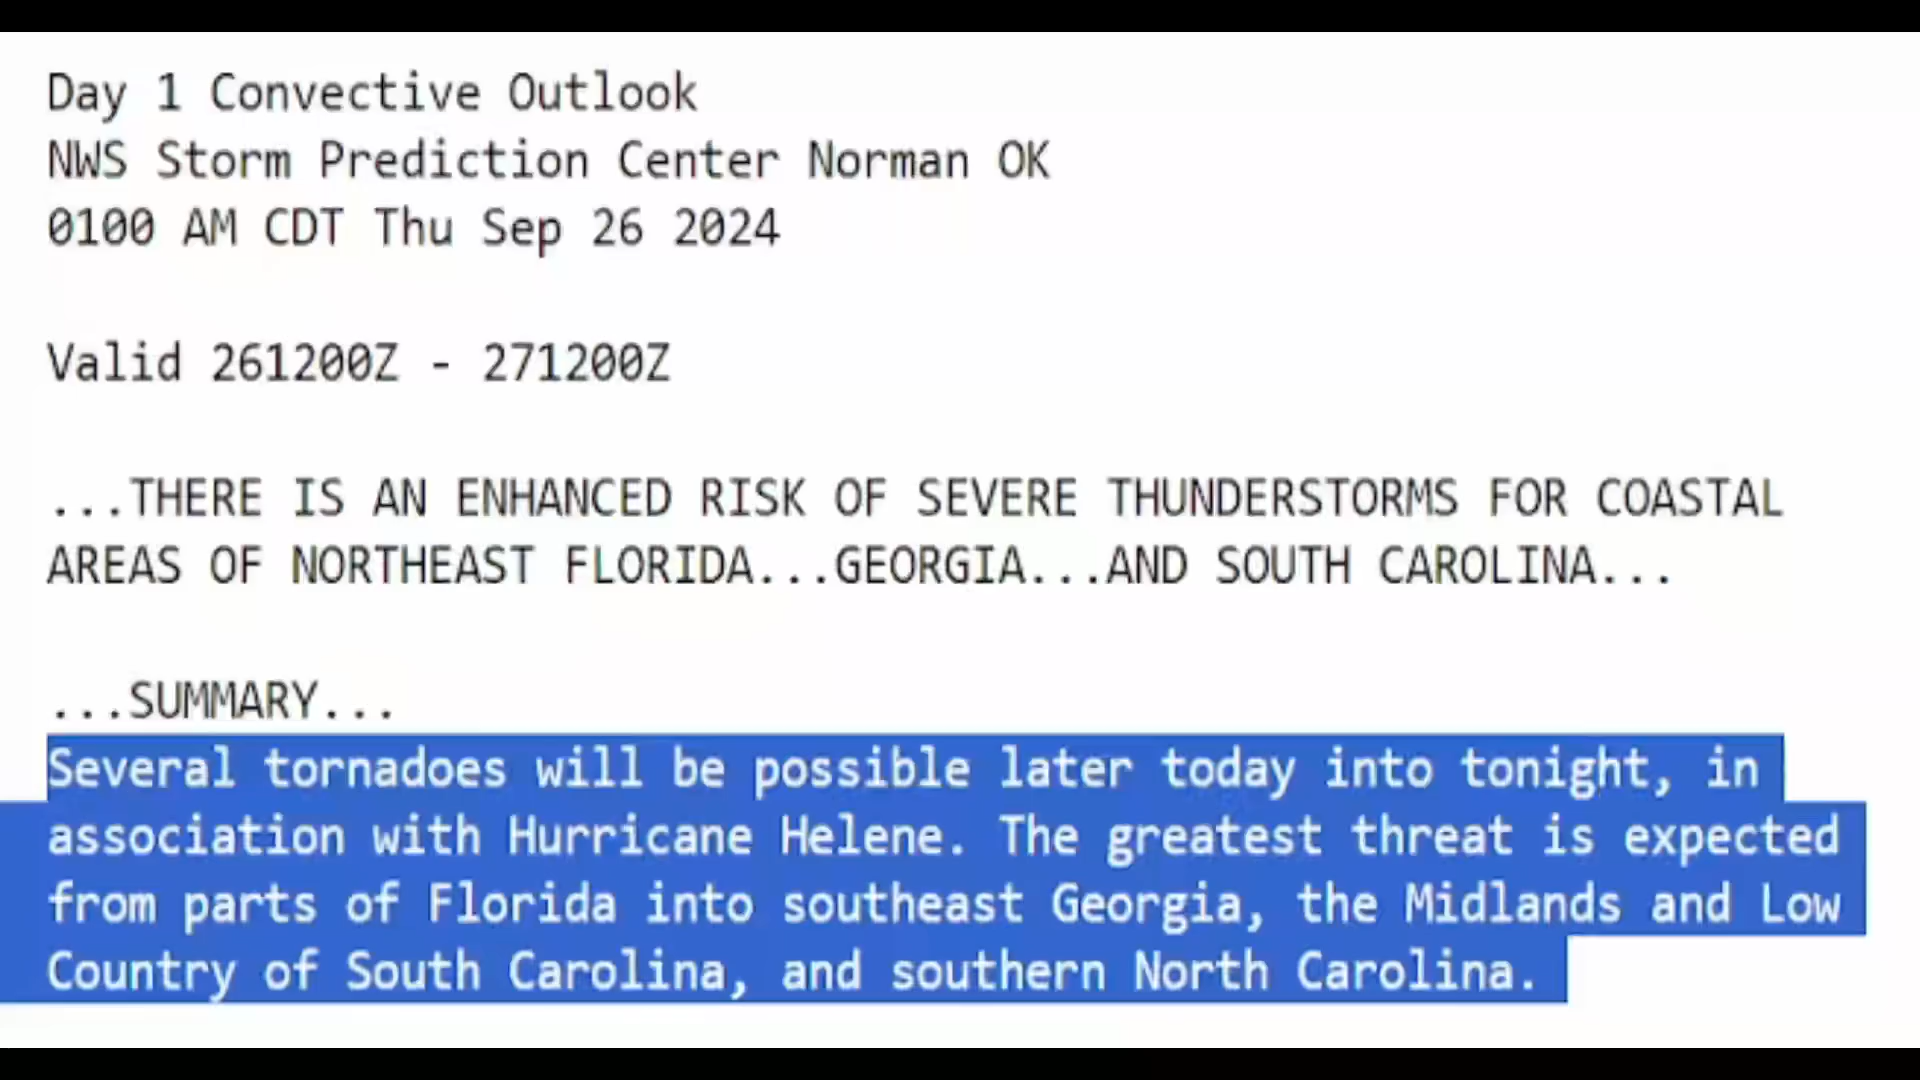 Day 1 Convective Outlook
NWS Storm Prediction Center Norman OK
0100 AM CDT Thu Sep 26 2024
Valid 261200Z - 271200Z
...THERE IS AN ENHANCED RISK OF SEVERE THUNDERSTORMS FOR COASTAL
AREAS OF NORTHEAST FLORIDA...GEORGIA...AND SOUTH CAROLINA...
...SUMMARY...
Several tornadoes will be possible later today into tonight, in
association with Hurricane Helene. The greatest threat is expected
from parts of Florida into southeast Georgia, the Midlands and Low
Country of South Carolina, and southern North Carolina.